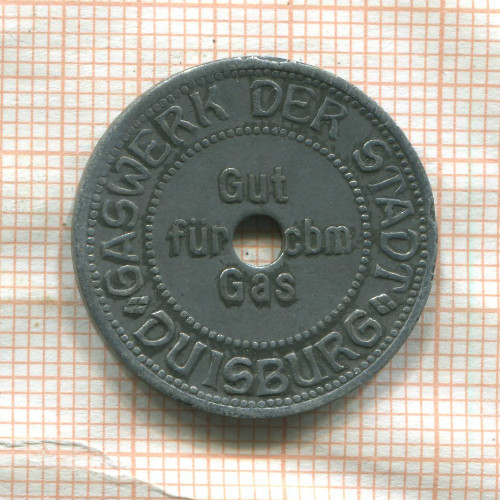 GASWERK DER STADT
DUISBURG
Gut
für cbm
Gas